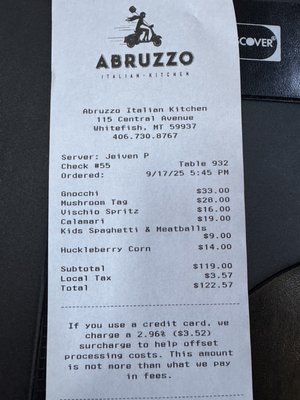 ABRUZZO
ITALIAN • KITCHEN
Abruzzo Italian Kitchen
115 Central Avenue
Whitefish, MT 59937
406.730.8767
Server: Jeiven P
Check #55 Table 932
Ordered: 9/17/25 5:45 PM
Gnocchi $33.00
Mushroom Tag $28.00
Vischio Spritz $16.00
Calamari $19.00
Kids Spaghetti & Meatballs
$9.00
Huckleberry Corn $14.00
Subtotal $119.00
Local Tax $3.57
Total $122.57
If you use a credit card, we
charge a 2.96% ($3.52)
surcharge to help offset
processing costs. This amount
is not more than what we pay
in fees.
SCOVER®